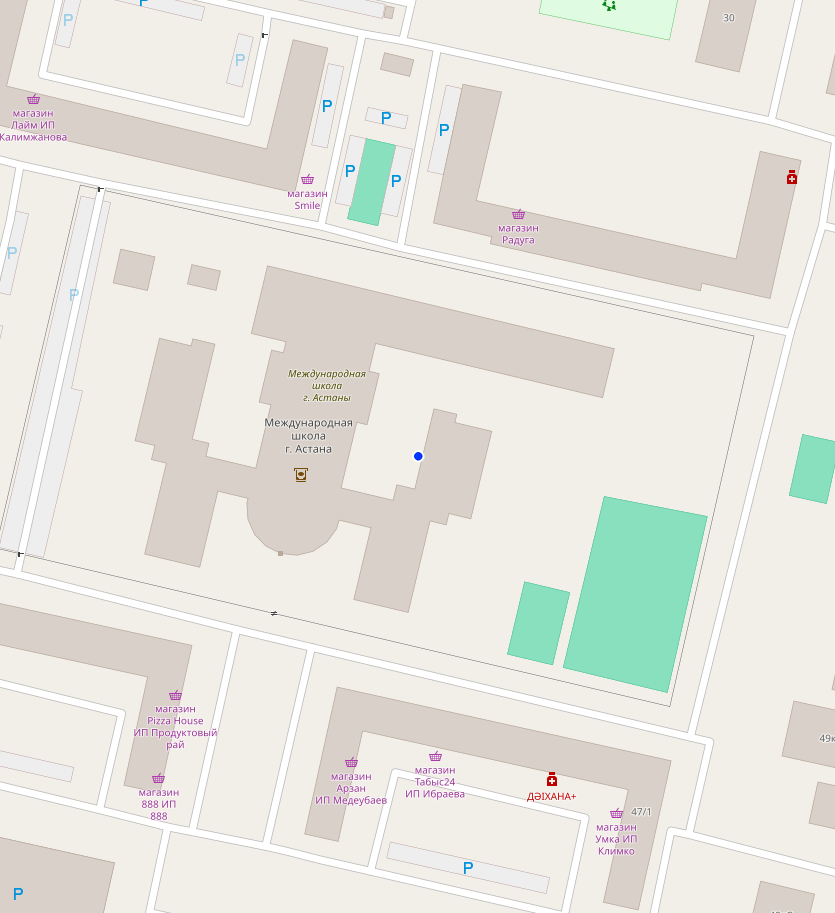 P
P
30
P
магазин
Лайм ИП
Калимжанова
P
P
P
P
P
магазин
Smile
магазин
Радуга
P
P
Международная
школа
г. Астаны
Международная
школа
г. Астана
магазин
Pizza House
ИП Продуктовый
рай
магазин
888 ИП
888
магазин
Арзан
ИП Медеубаев
магазин
Табыс24
ИП Ибраева
ДӘІХАНА+
47/1
магазин
Умка ИП
Климко
P
P